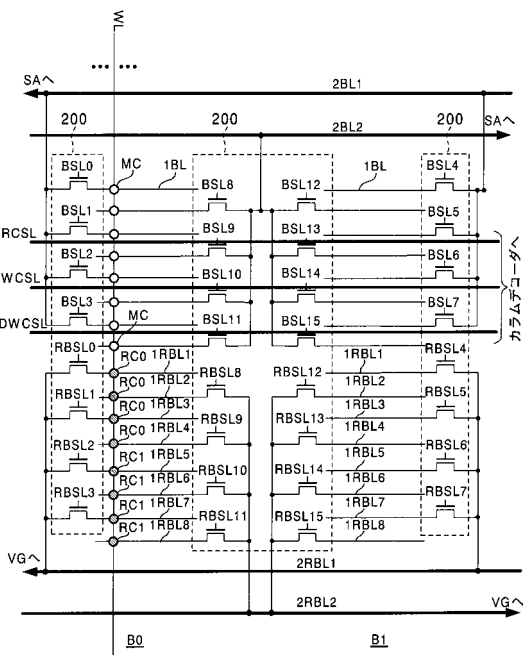 WL
... ...
SAへ
2BL1
200
200
2BL2
SAへ
200
BSL0
MC
1BL
BSL8
BSL12
1BL
BSL4
BSL1
BSL9
BSL13
BSL5
RCSL
BSL2
BSL10
BSL14
BSL6
WCSL
BSL3
BSL11
BSL15
BSL7
DWCSL
カラムデコーダへ
MC
RBSL0
RC0
1RBL1
1RBL1
RBSL4
RBSL1
RC0
1RBL2
RBSL8
RBSL12
1RBL2
RBSL5
RC0
1RBL3
RBSL9
RBSL13
1RBL3
RBSL2
RC0
1RBL4
1RBL4
RBSL6
RC1
1RBL5
RBSL10
RBSL14
1RBL5
RBSL3
RC1
1RBL6
1RBL6
RBSL7
RC1
1RBL7
RBSL11
RBSL15
1RBL7
RC1
1RBL8
1RBL8
VGへ
2RBL1
2RBL2
VGへ
B0
B1